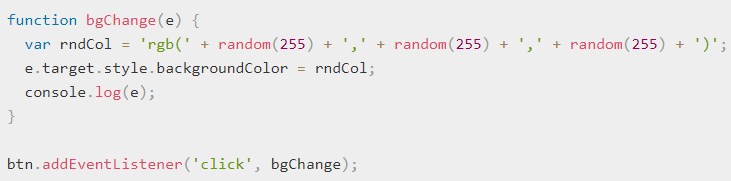 function bgChange(e) {
  var rndCol = 'rgb(' + random(255) + ',' + random(255) + ',' + random(255) + ')';
  e.target.style.backgroundColor = rndCol;
  console.log(e);
}

btn.addEventListener('click', bgChange);